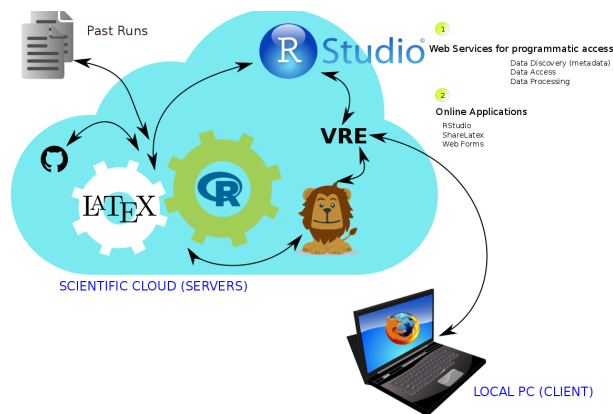 Past Runs
R Studio®
1
Web Services for programmatic access
Data Discovery (metadata)
Data Access
Data Processing
2
Online Applications
RStudio
ShareLatex
Web Forms
VRE
LATEX
R
SCIENTIFIC CLOUD (SERVERS)
LOCAL PC (CLIENT)